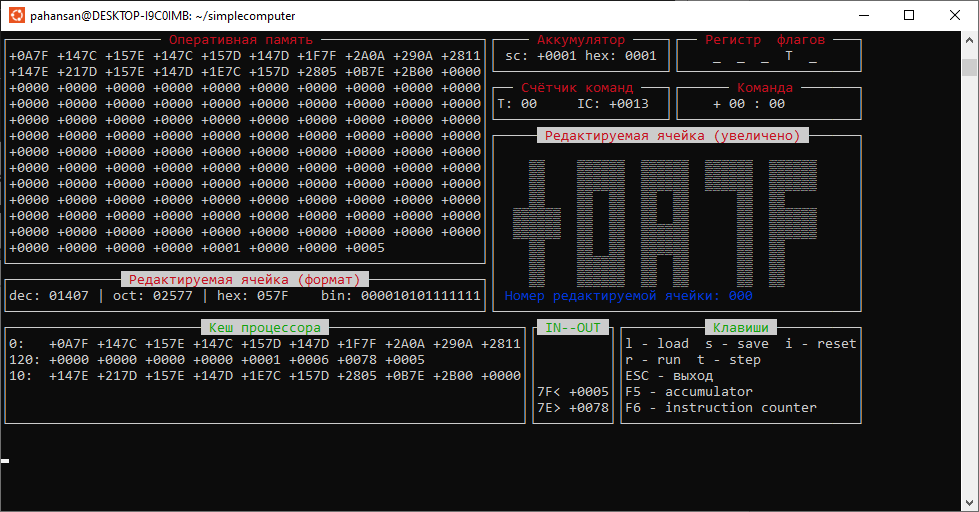 pahansan@DESKTOP-I9C0IMB: ~/simplecomputer
Оперативная память
+0A7F +147C +157E +147C +157D +147D +1F7F +2A0A +290A +2811
+147E +217D +157E +147D +1E7C +157D +2805 +0B7E +2B00 +0000
+0000 +0000 +0000 +0000 +0000 +0000 +0000 +0000 +0000 +0000
+0000 +0000 +0000 +0000 +0000 +0000 +0000 +0000 +0000 +0000
+0000 +0000 +0000 +0000 +0000 +0000 +0000 +0000 +0000 +0000
+0000 +0000 +0000 +0000 +0000 +0000 +0000 +0000 +0000 +0000
+0000 +0000 +0000 +0000 +0000 +0000 +0000 +0000 +0000 +0000
+0000 +0000 +0000 +0000 +0000 +0000 +0000 +0000 +0000 +0000
+0000 +0000 +0000 +0000 +0000 +0000 +0000 +0000 +0000 +0000
+0000 +0000 +0000 +0000 +0000 +0000 +0000 +0000 +0000 +0000
+0000 +0000 +0000 +0000 +0000 +0000 +0000 +0000 +0000 +0000
+0000 +0000 +0000 +0000 +0000 +0000 +0000 +0000 +0000 +0000
+0000 +0000 +0000 +0000 +0001 +0000 +0000 +0005
Аккумулятор
sc: +0001 hex: 0001
Регистр флагов
_ _ _ T _
Счётчик команд
T: 00 IC: +0013
Команда
+ 00 : 00
Редактируемая ячейка (увеличено)
+0A7F
Номер редактируемой ячейки: 000
Редактируемая ячейка (формат)
dec: 01407 | oct: 02577 | hex: 057F bin: 000010101111111
Кеш процессора
0: +0A7F +147C +157E +147C +157D +147D +1F7F +2A0A +290A +2811
120: +0000 +0000 +0000 +0000 +0001 +0006 +0078 +0005
10: +147E +217D +157E +147D +1E7C +157D +2805 +0B7E +2B00 +0000
IN--OUT
7F< +0005
7E> +0078
Клавиши
l - load s - save i - reset
r - run t - step
ESC - выход
F5 - accumulator
F6 - instruction counter